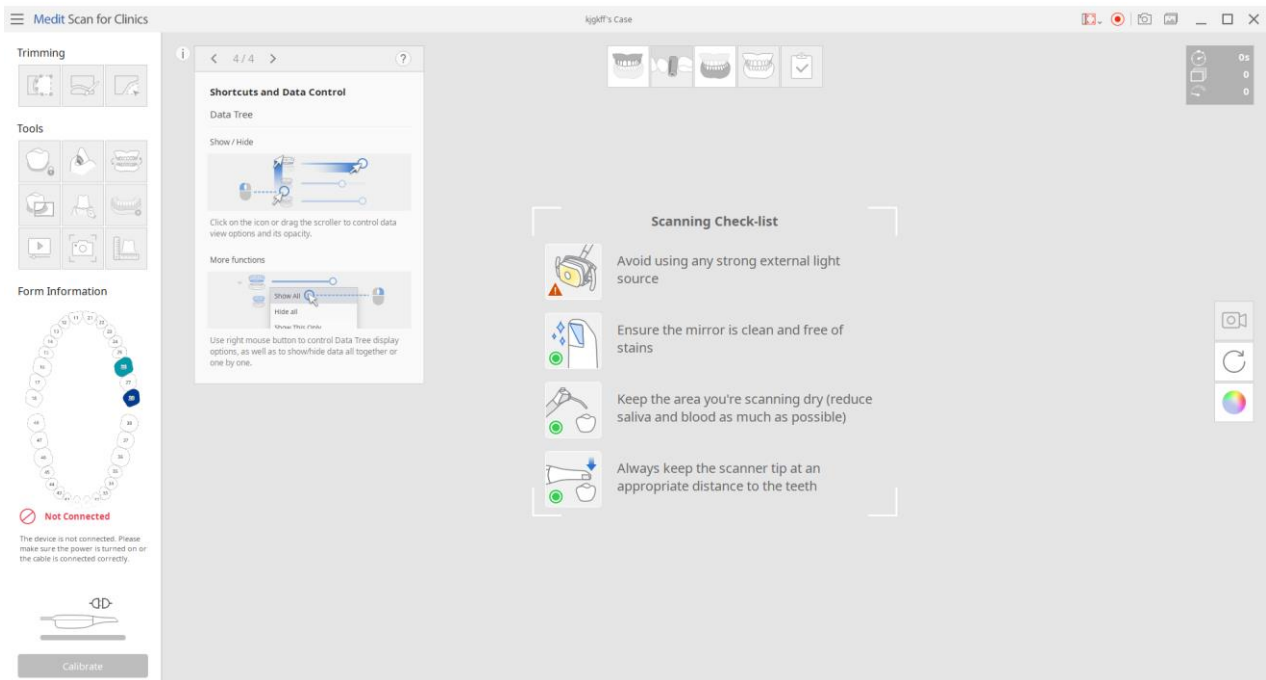 Medit Scan for Clinics
kjgkff's Case
Trimming
Tools
Form Information
Not Connected
The device is not connected. Please
make sure the power is turned on or
the cable is connected correctly.
Calibrate
i
4/4
?
Shortcuts and Data Control
Data Tree
Show / Hide
Click on the icon or drag the scroller to control data
view options and its opacity.
More functions
Show All
Hide all
Show This Only
Use right mouse button to control Data Tree display
options, as well as to show/hide data all together or
one by one.
Scanning Check-list
Avoid using any strong external light
source
Ensure the mirror is clean and free of
stains
Keep the area you're scanning dry (reduce
saliva and blood as much as possible)
Always keep the scanner tip at an
appropriate distance to the teeth
0s
0
0